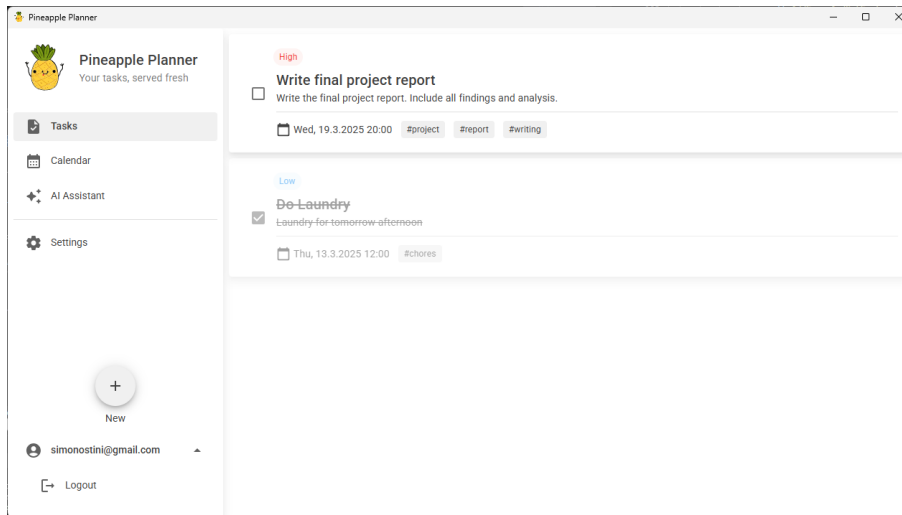 Pineapple Planner
Pineapple Planner
Your tasks, served fresh
Tasks
Calendar
AI Assistant
Settings
New
simonostini@gmail.com
Logout
High
Write final project report
Write the final project report. Include all findings and analysis.
Wed, 19.3.2025 20:00 #project #report #writing
Low
Do Laundry
Laundry for tomorrow afternoon
Thu, 13.3.2025 12:00 #chores